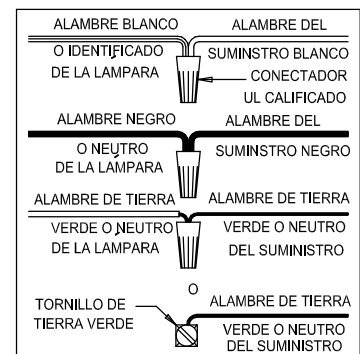 ALAMBRE BLANCO ALAMBRE DEL
O IDENTIFICADO SUMINSTRO BLANCO
DE LA LAMPARA CONECTADOR
UL CALIFICADO
ALAMBRE NEGRO ALAMBRE DEL
O NEUTRO SUMINSTRO NEGRO
DE LA LAMPARA
ALAMBRE DE TIERRA ALAMBRE DE TIERRA
VERDE O NEUTRO VERDE O NEUTRO
DE LA LAMPARA DEL SUMINISTRO
O
TORNILLO DE ALAMBRE DE TIERRA
TIERRA VERDE VERDE O NEUTRO
DEL SUMINISTRO